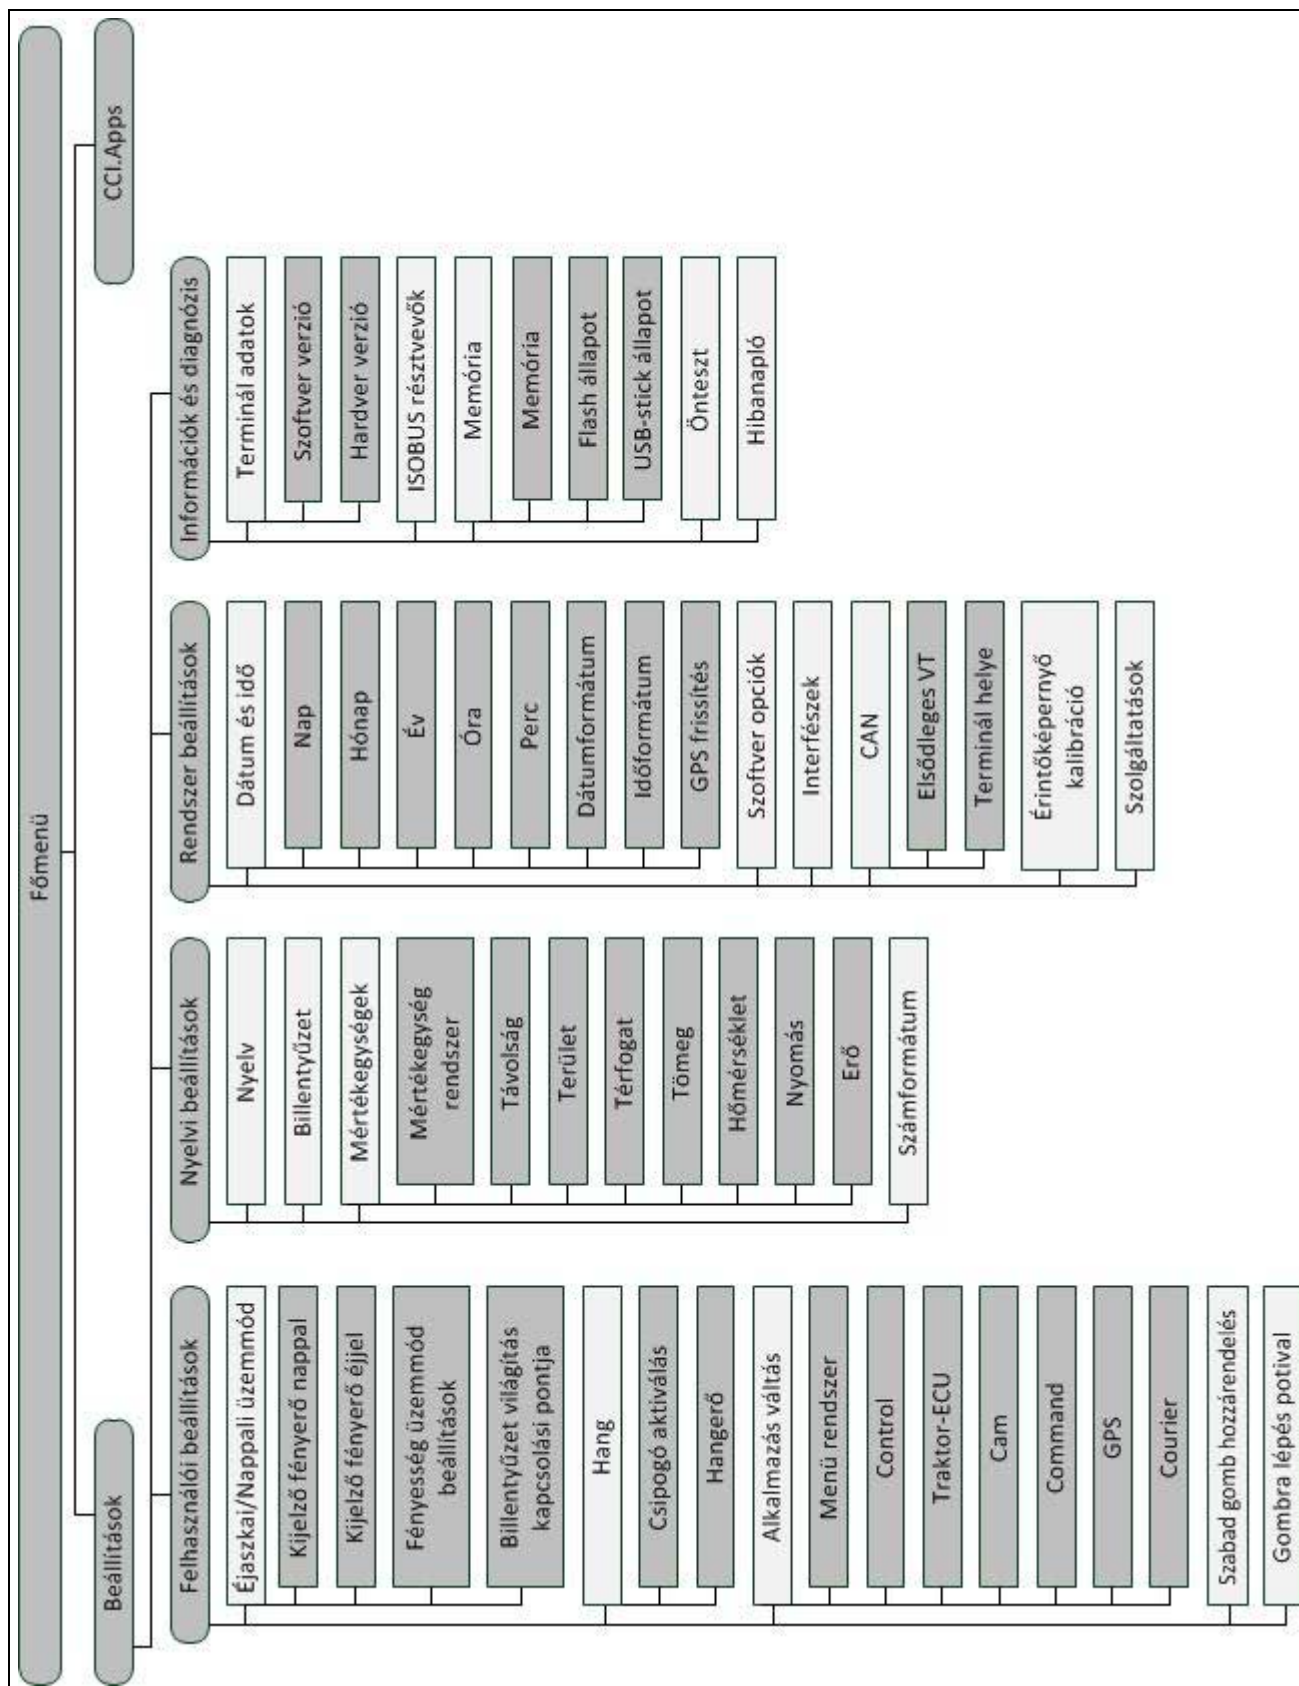 Főmenü
Beállítások
CCI.Apps
Felhasználói beállítások
Éjaszkai/Nappali üzemmód
Kijelző fényerő nappal
Kijelző fényerő éjjel
Fényesség üzemmód
beállítások
Billentyűzet világítás
kapcsolási pontja
Hang
Csipogó aktiválás
Hangerő
Alkalmazás váltás
Menü rendszer
Control
Traktor-ECU
Cam
Command
GPS
Courier
Szabad gomb hozzárendelés
Gombra lépés potival
Nyelvi beállítások
Nyelv
Billentyűzet
Mértékegységek
Mértékegység
rendszer
Távolság
Terület
Térfogat
Tömeg
Hőmérséklet
Nyomás
Erő
Számformátum
Rendszer beállítások
Dátum és idő
Nap
Hónap
Év
Óra
Perc
Dátumformátum
Időformátum
GPS frissítés
Szoftver opciók
Interfészek
CAN
Elsődleges VT
Terminál helye
Érintőképernyő
kalibráció
Szolgáltatások
Információk és diagnózis
Terminál adatok
Szoftver verzió
Hardver verzió
ISOBUS résztvevők
Memória
Memória
Flash állapot
USB-stick állapot
Önteszt
Hibanapló